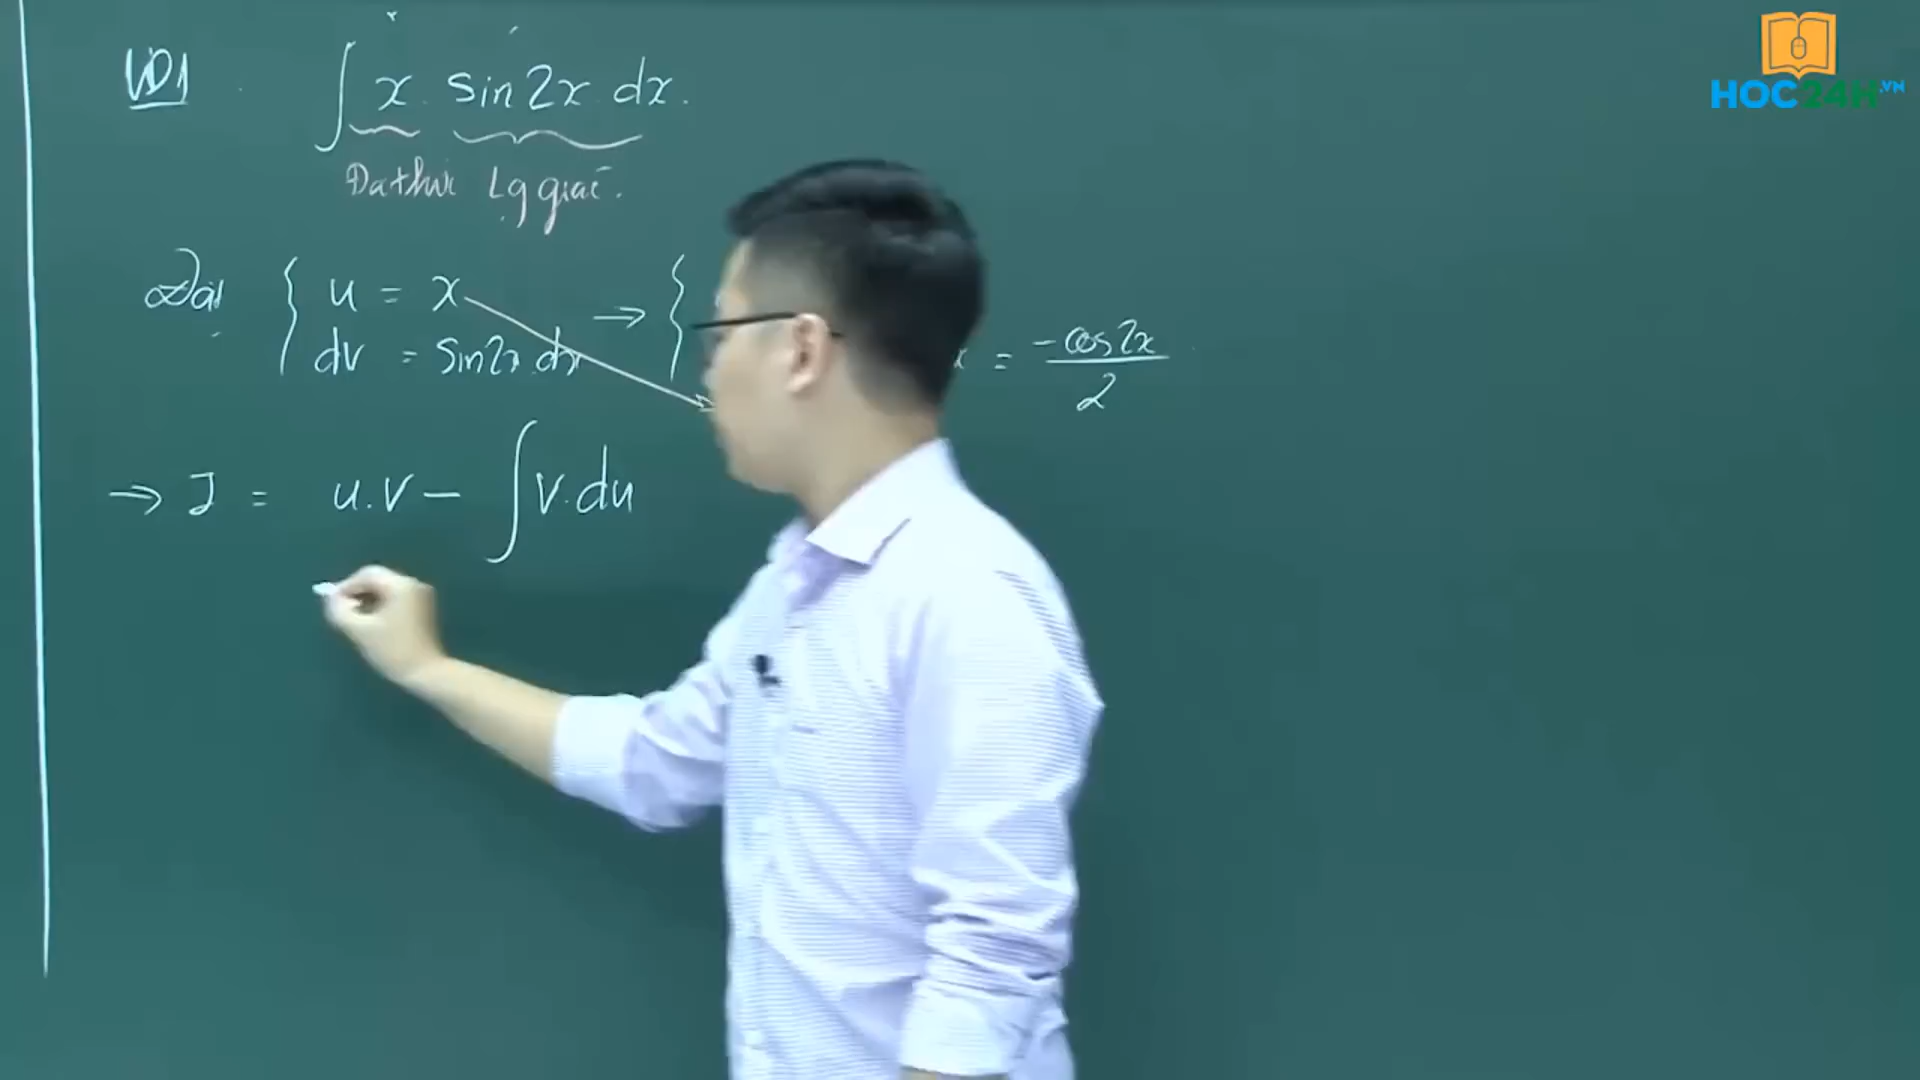 VD1 ∫ x. sin2x dx.
Đa thức Lg giác.
Đặt { u = x → {
dv = sin2x dx x = -cos2x / 2
→ I = u.v - ∫ v.du
HOC24H.VN